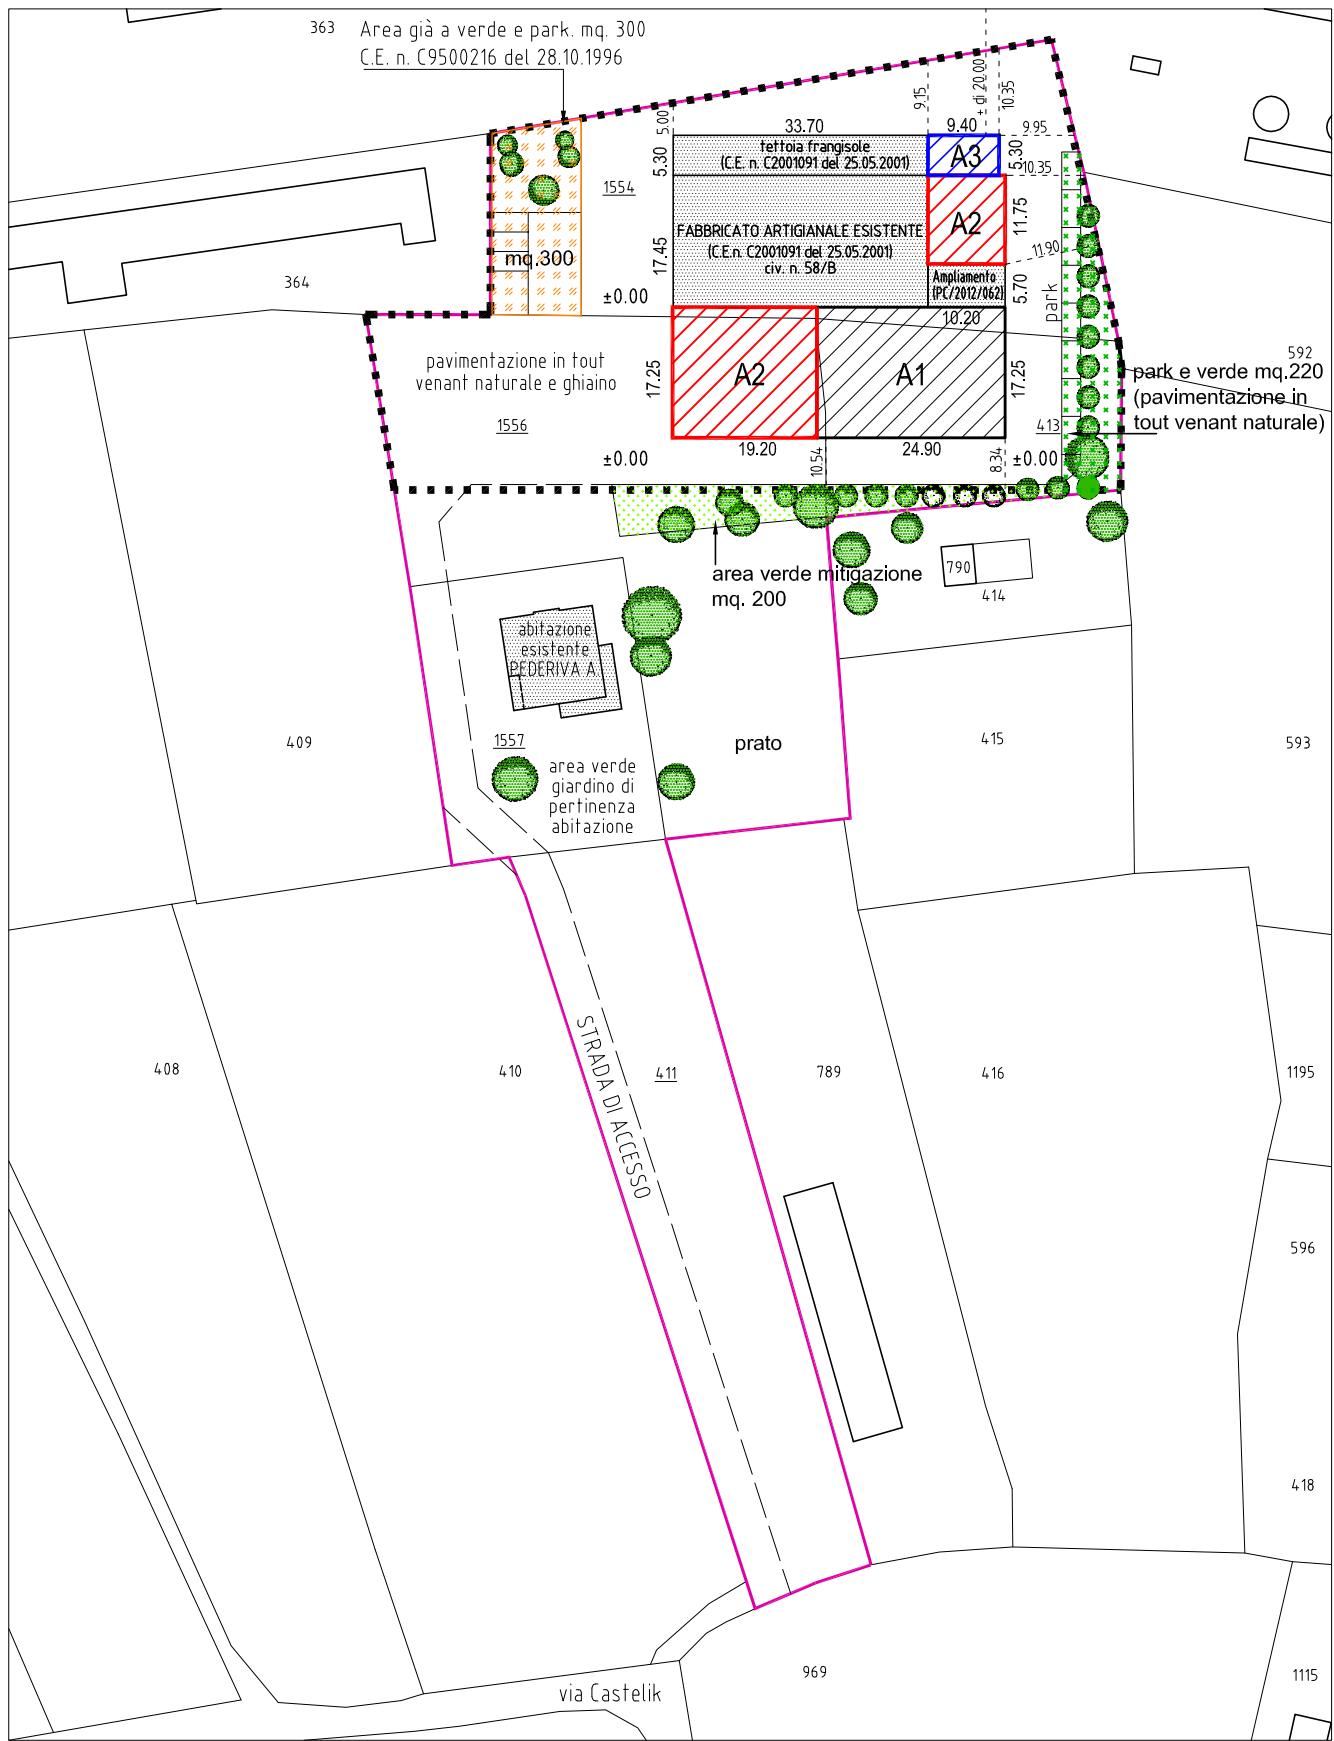 363
Area già a verde e park. mq. 300
C.E. n. C9500216 del 28.10.1996
5.00
9.15
+ di 20.00
10.35
33.70
9.40
9.95
5.30
tettoia frangisole
(C.E. n. C2001091 del 25.05.2001)
A3
5.30
10.35
1554
A2
11.75
FABBRICATO ARTIGIANALE ESISTENTE
(C.E.n. C2001091 del 25.05.2001)
civ. n. 58/B
17.45
11.90
mq.300
364
±0.00
Ampliamento
(PC/2012/062)
5.70
park
10.20
592
pavimentazione in tout
venant naturale e ghiaino
17.25
A2
A1
17.25
park e verde mq.220
(pavimentazione in
tout venant naturale)
1556
413
±0.00
19.20
10.54
24.90
8.34
±0.00
area verde mitigazione
mq. 200
790
414
abitazione
esistente
PEDERIVA A.
409
1557
prato
415
593
area verde
giardino di
pertinenza
abitazione
STRADA DI ACCESSO
408
410
411
789
416
1195
596
418
969
1115
via Castelik